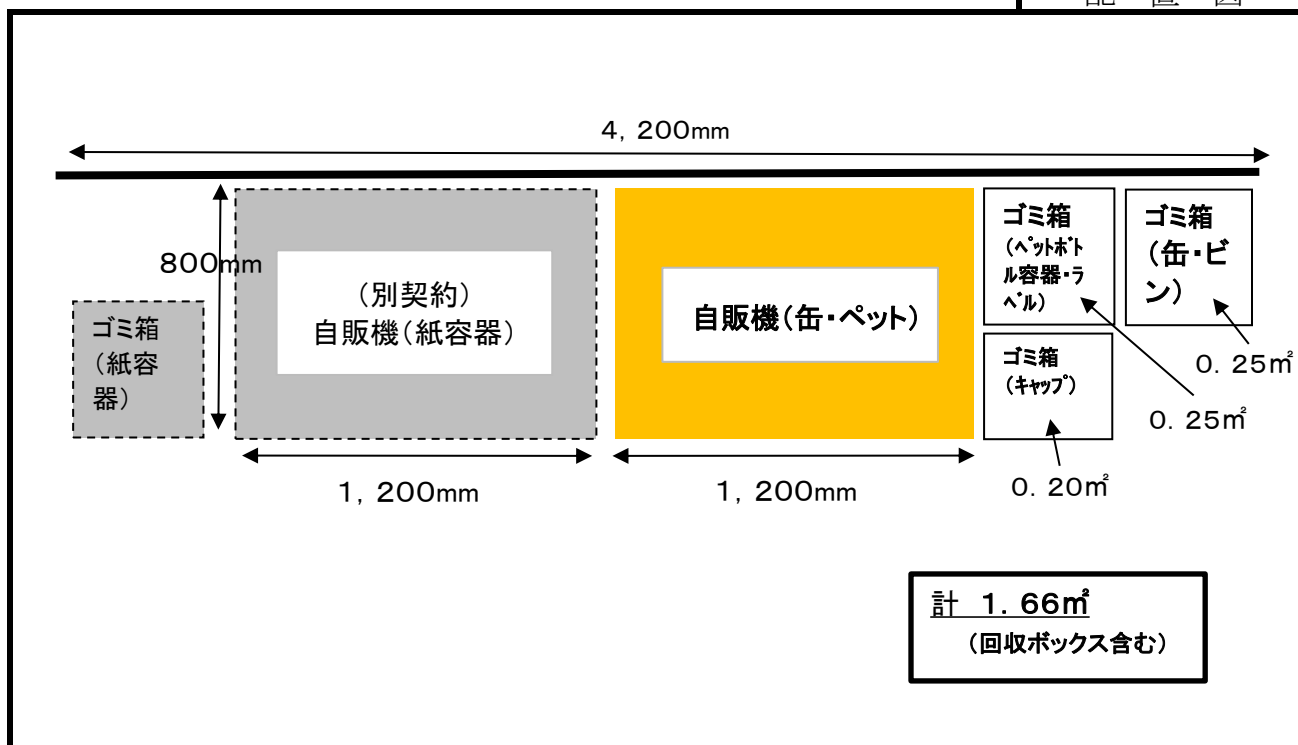 配 置 図
4，200mm
800mm
ゴミ箱
（紙容
器）
（別契約）
自販機（紙容器）
自販機（缶・ペット）
ゴミ箱
（ﾍﾟｯﾄﾎﾞﾄ
ル容器・ラ
ﾍﾞル）
ゴミ箱
（缶・ビ
ン）
ゴミ箱
（ｷｬｯﾌﾟ）
0．25㎡
0．25㎡
0．20㎡
1，200mm
1，200mm
計 1．66㎡
（回収ボックス含む）